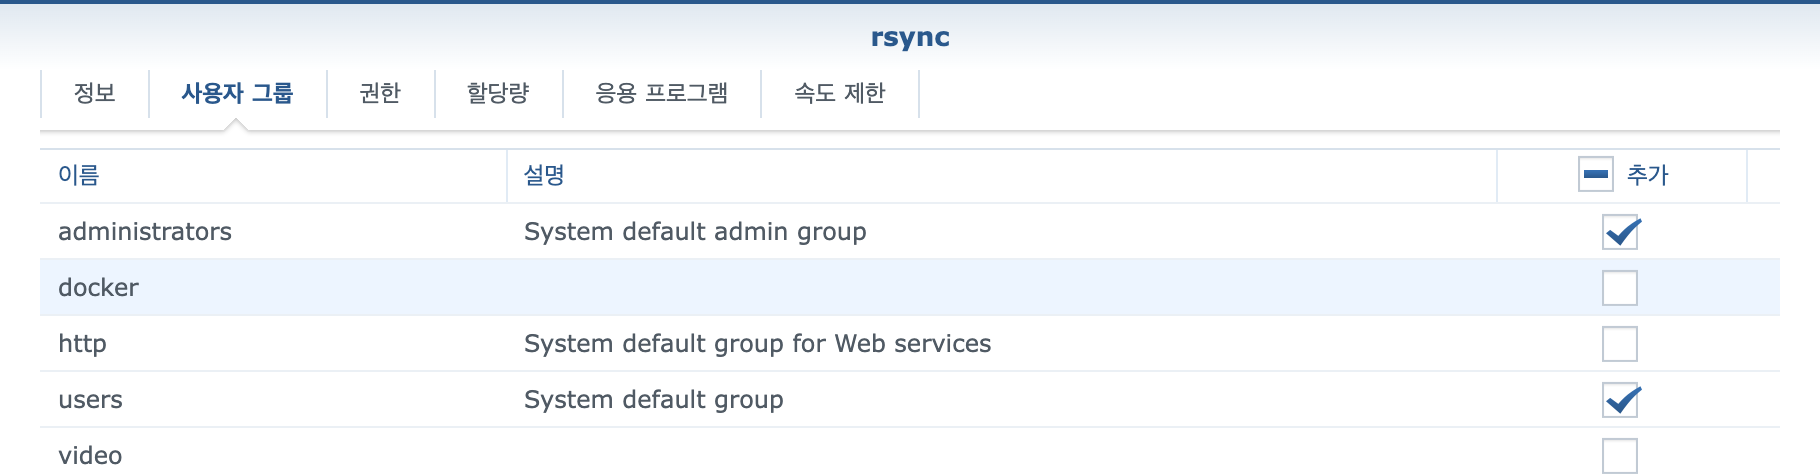 rsync
정보 사용자 그룹 권한 할당량 응용 프로그램 속도 제한
이름 설명 추가
administrators System default admin group
docker
http System default group for Web services
users System default group
video